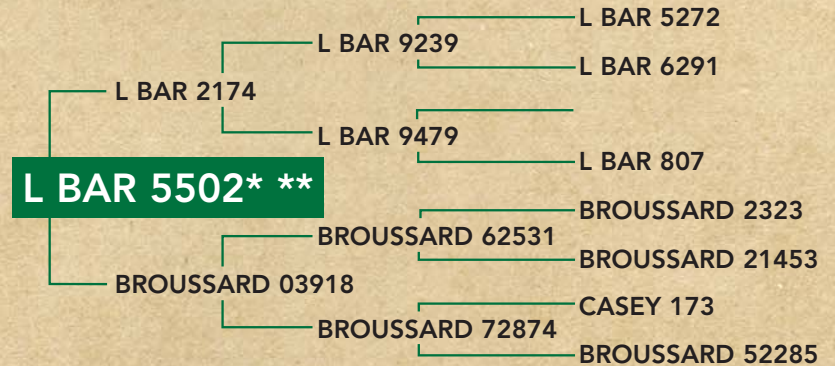 L BAR 5272
L BAR 9239
L BAR 6291
L BAR 2174
L BAR 9479
L BAR 807
L BAR 5502* **
BROUSSARD 2323
BROUSSARD 62531
BROUSSARD 21453
BROUSSARD 03918
CASEY 173
BROUSSARD 72874
BROUSSARD 52285